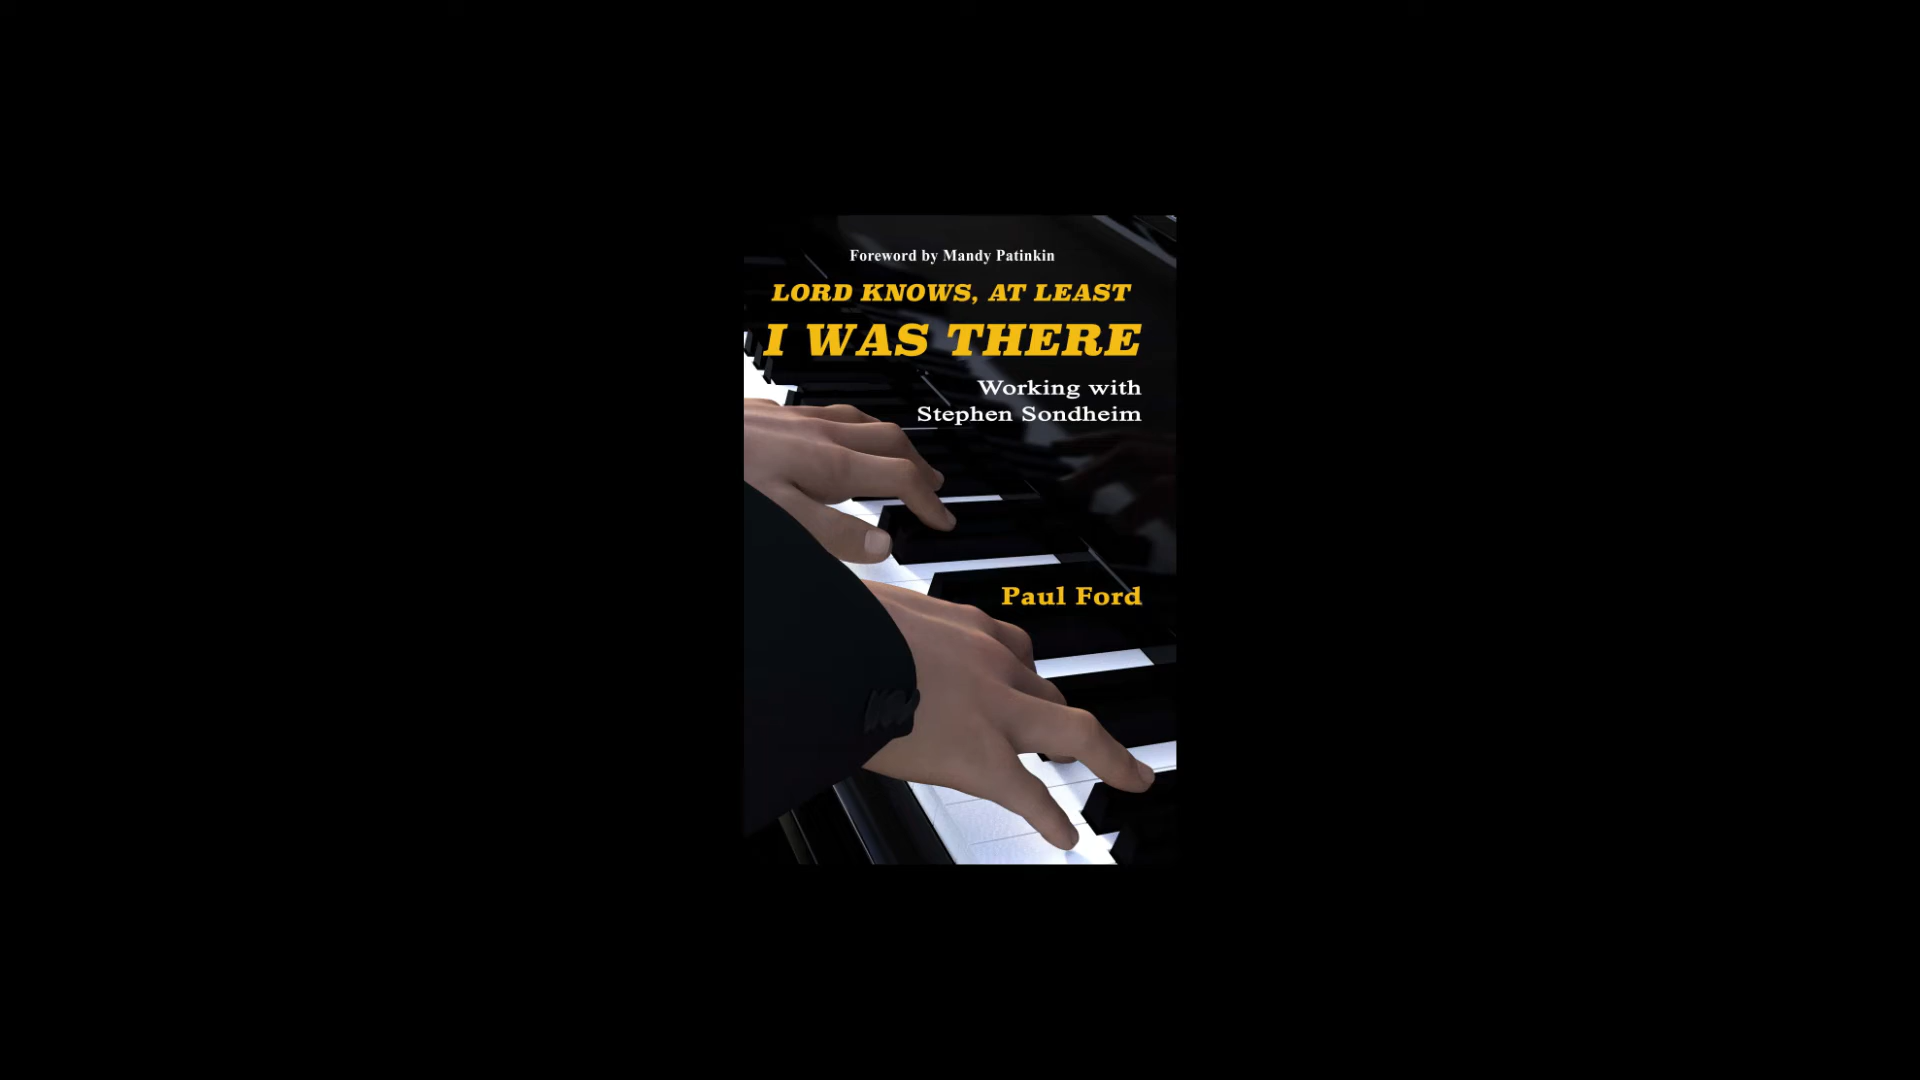 Foreword by Mandy Patinkin
LORD KNOWS, AT LEAST
I WAS THERE
Working with
Stephen Sondheim
Paul Ford